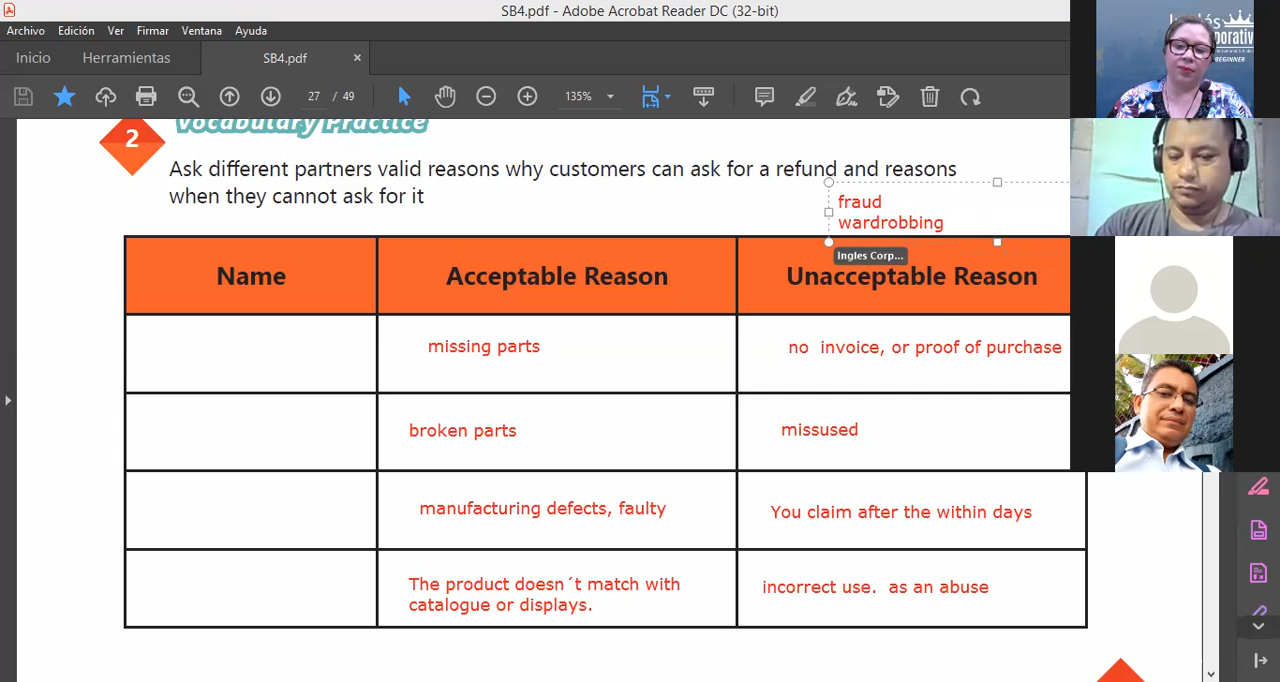 SB4.pdf - Adobe Acrobat Reader DC (32-bit)
Archivo Edición Ver Firmar Ventana Ayuda
Inicio Herramientas SB4.pdf ×
27 / 49 135%
2 Vocabulary Practice
Ask different partners valid reasons why customers can ask for a refund and reasons
when they cannot ask for it
fraud
wardrobbing
Ingles Corp...
Name Acceptable Reason Unacceptable Reason
missing parts no invoice, or proof of purchase
broken parts missused
manufacturing defects, faulty You claim after the within days
The product doesn´t match with
catalogue or displays.
incorrect use. as an abuse
BEGINNER